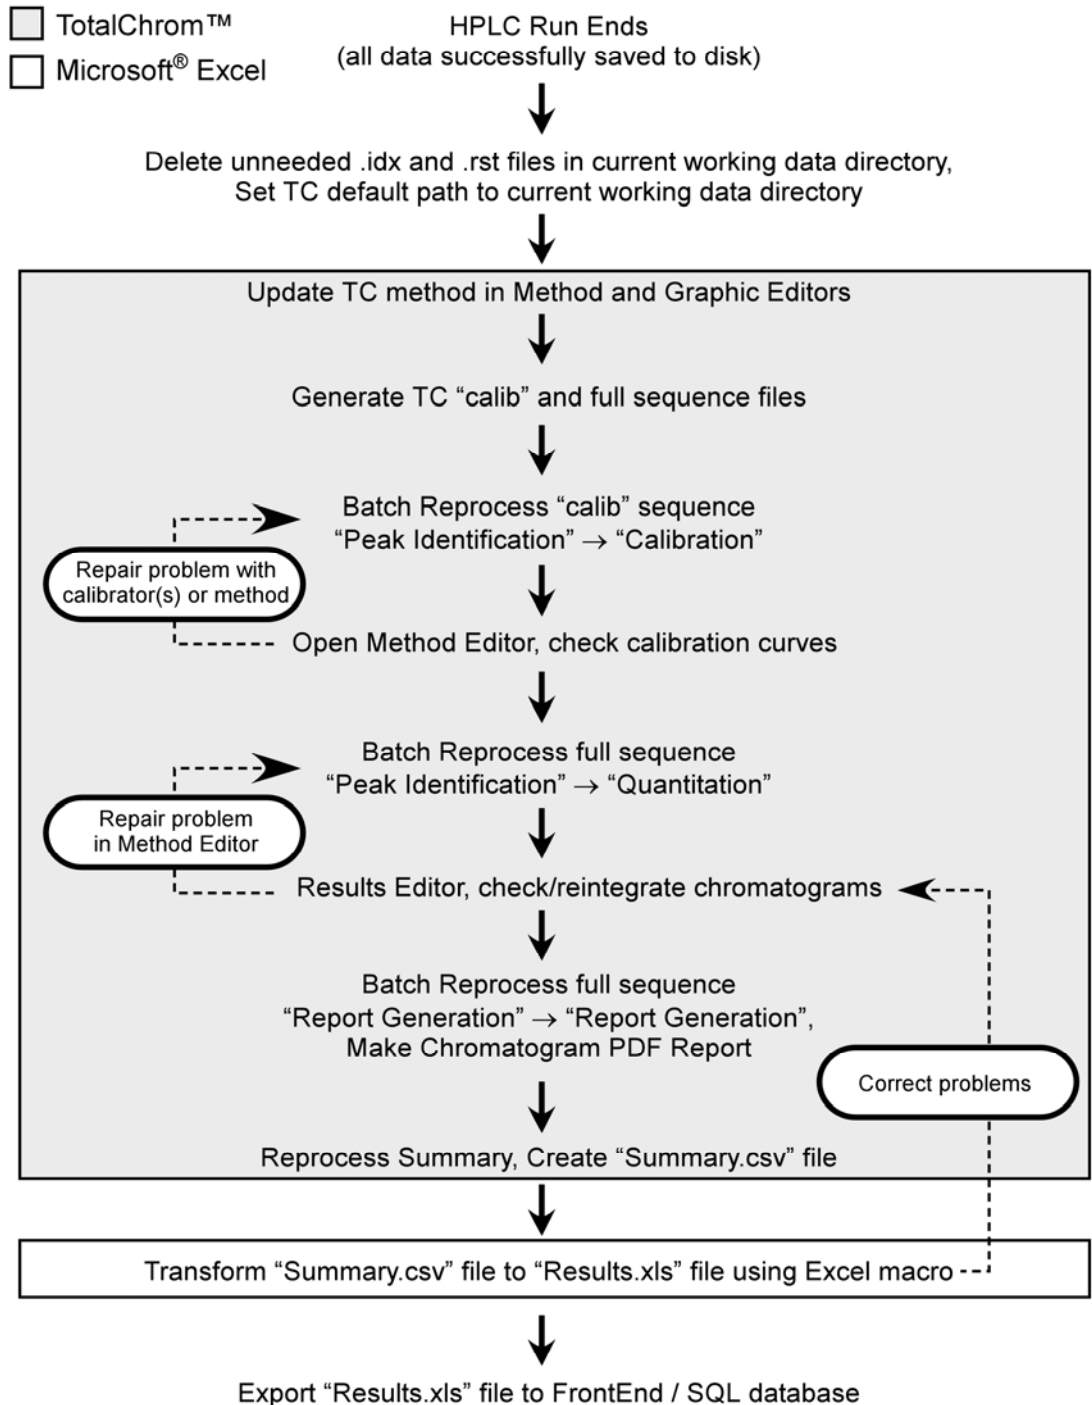 TotalChrom™
Microsoft® Excel
HPLC Run Ends
(all data successfully saved to disk)
Delete unneeded .idx and .rst files in current working data directory,
Set TC default path to current working data directory
Update TC method in Method and Graphic Editors
Generate TC “calib” and full sequence files
Batch Reprocess “calib” sequence
“Peak Identification” → “Calibration”
Repair problem with
calibrator(s) or method
Open Method Editor, check calibration curves
Batch Reprocess full sequence
“Peak Identification” → “Quantitation”
Repair problem
in Method Editor
Results Editor, check/reintegrate chromatograms
Batch Reprocess full sequence
“Report Generation” → “Report Generation”,
Make Chromatogram PDF Report
Correct problems
Reprocess Summary, Create “Summary.csv” file
Transform “Summary.csv” file to “Results.xls” file using Excel macro
Export “Results.xls” file to FrontEnd / SQL database